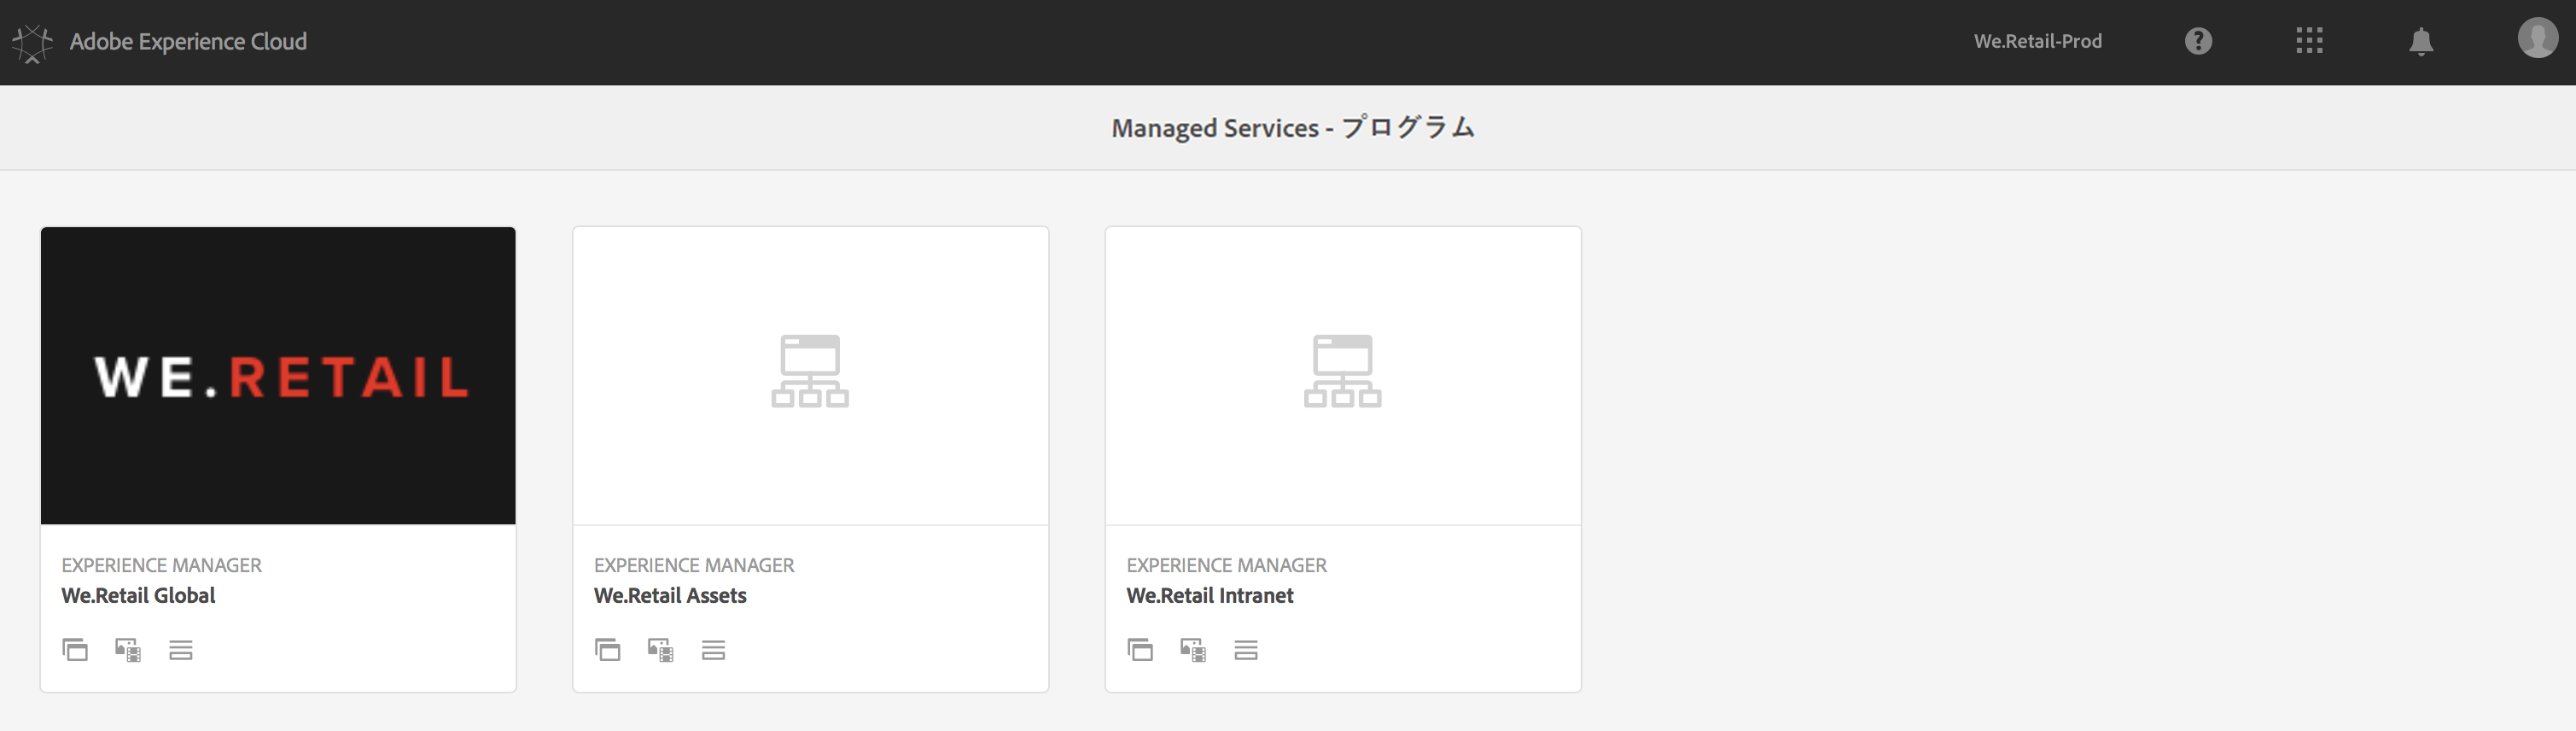 Adobe Experience Cloud
We.Retail-Prod
Managed Services - プログラム
WE.RETAIL
EXPERIENCE MANAGER
We.Retail Global
EXPERIENCE MANAGER
We.Retail Assets
EXPERIENCE MANAGER
We.Retail Intranet